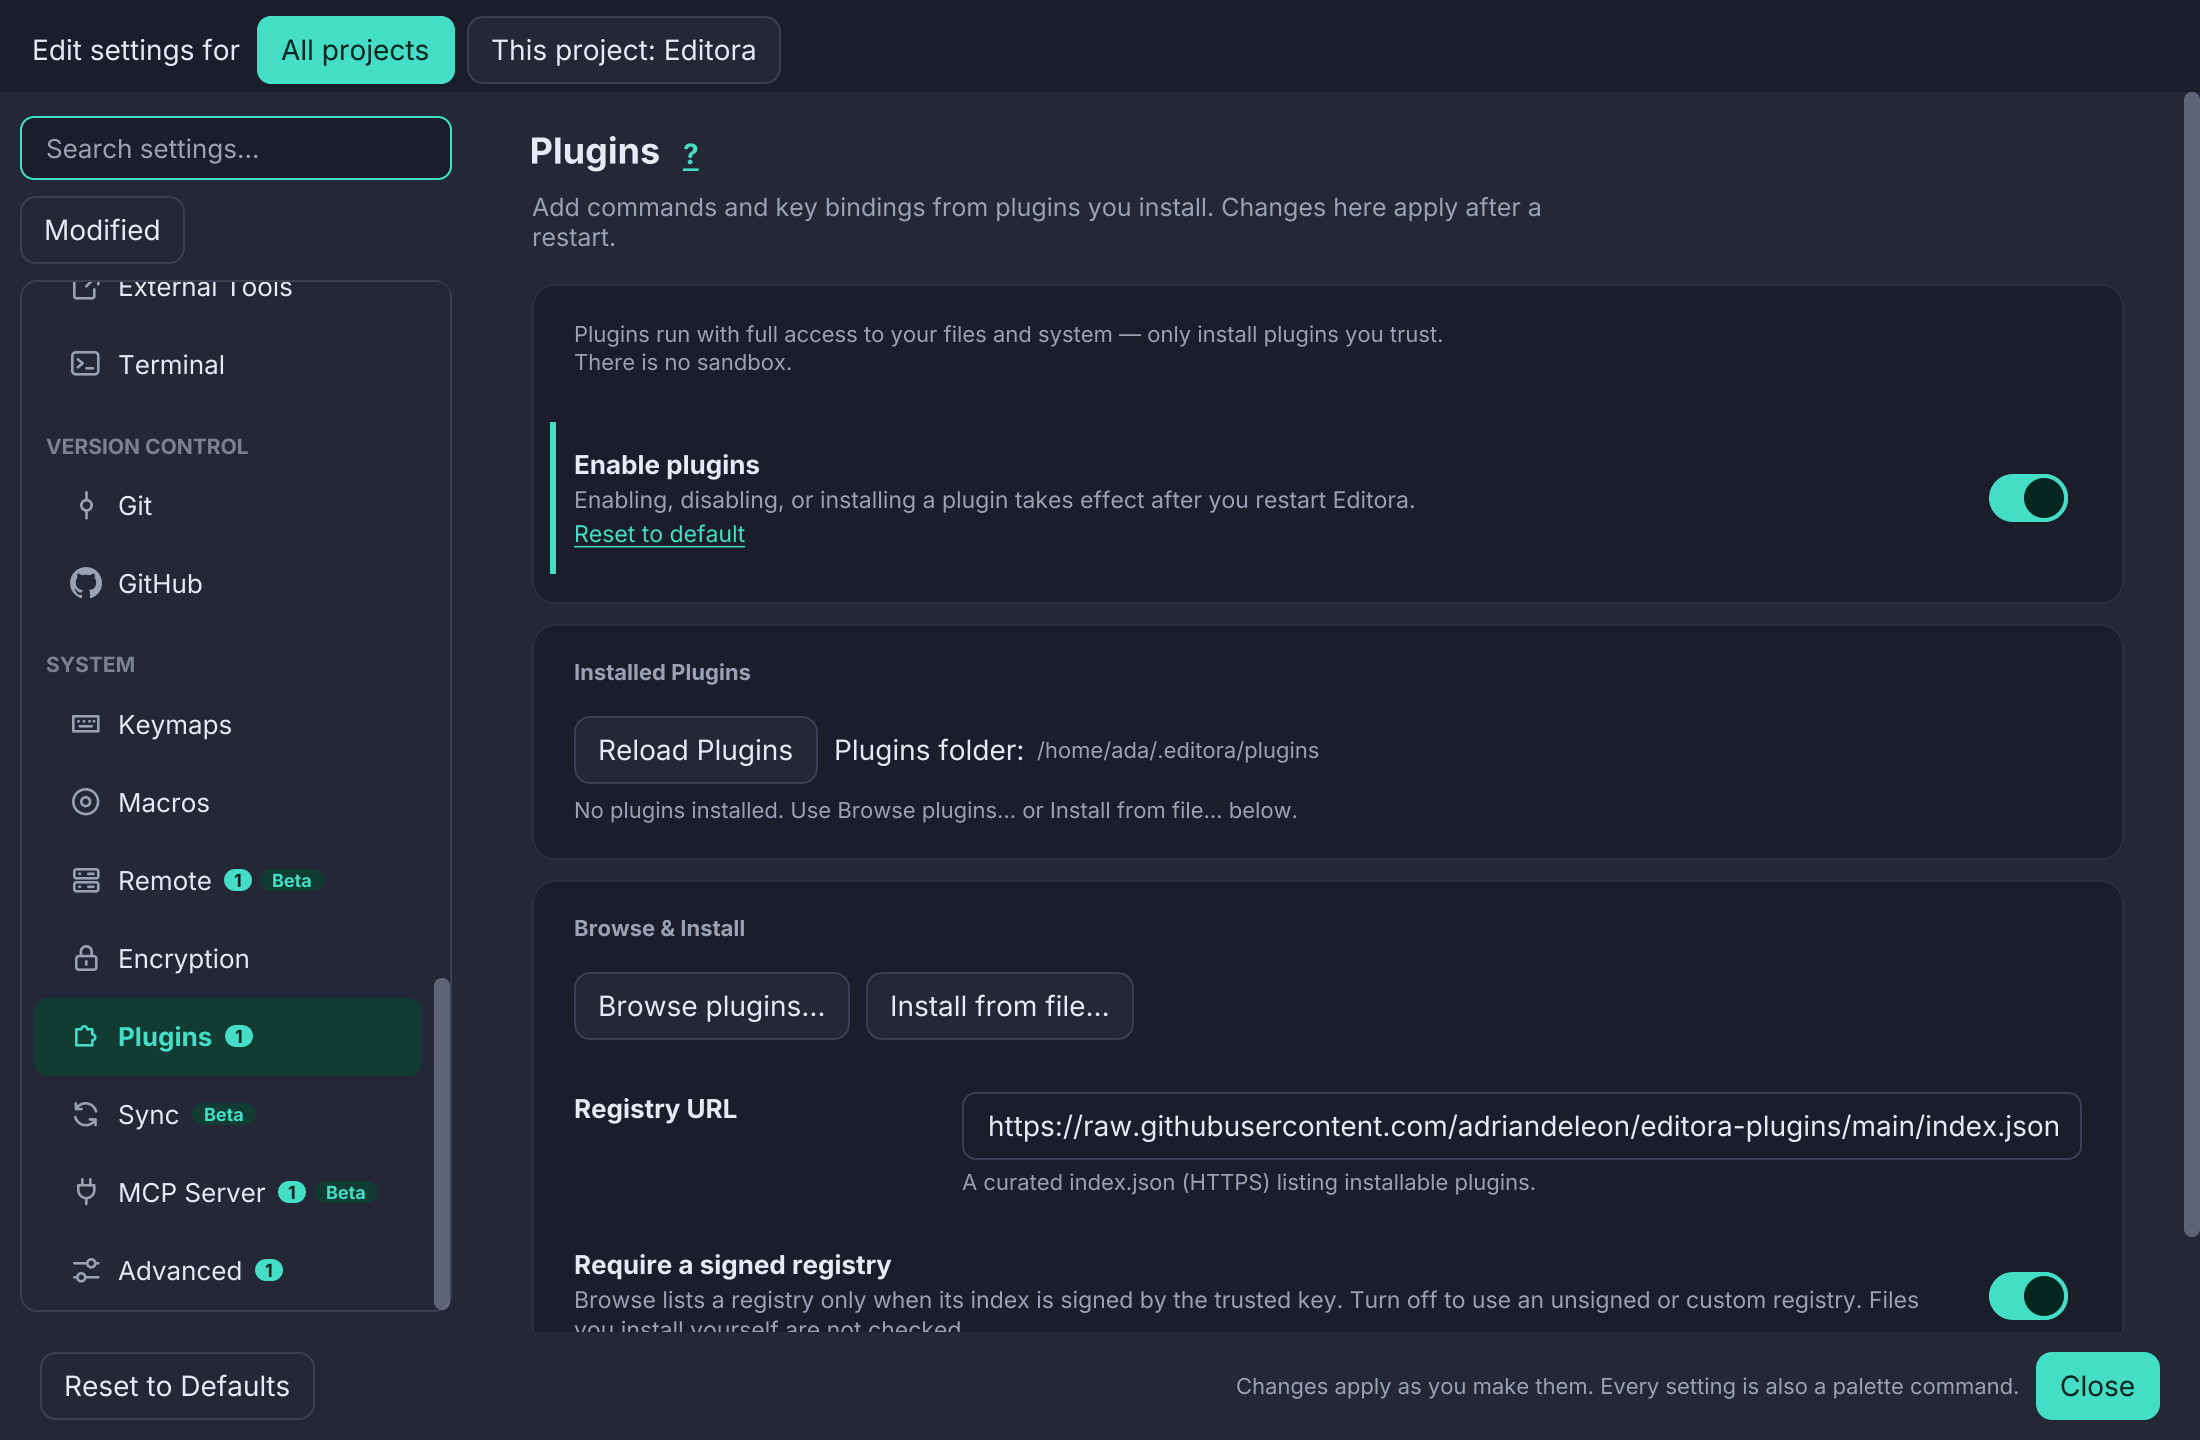 Edit settings for All projects This project: Editora
Search settings...
Modified
External Tools
Terminal
VERSION CONTROL
Git
GitHub
SYSTEM
Keymaps
Macros
Remote 1 Beta
Encryption
Plugins 1
Sync Beta
MCP Server 1 Beta
Advanced 1
Plugins ?
Add commands and key bindings from plugins you install. Changes here apply after a
restart.
Plugins run with full access to your files and system — only install plugins you trust.
There is no sandbox.
Enable plugins
Enabling, disabling, or installing a plugin takes effect after you restart Editora.
Reset to default
Installed Plugins
Reload Plugins Plugins folder: /home/ada/.editora/plugins
No plugins installed. Use Browse plugins... or Install from file... below.
Browse & Install
Browse plugins... Install from file...
Registry URL https://raw.githubusercontent.com/adriandeleon/editora-plugins/main/index.json
A curated index.json (HTTPS) listing installable plugins.
Require a signed registry
Browse lists a registry only when its index is signed by the trusted key. Turn off to use an unsigned or custom registry. Files
you install yourself are not checked.
Reset to Defaults
Changes apply as you make them. Every setting is also a palette command. Close